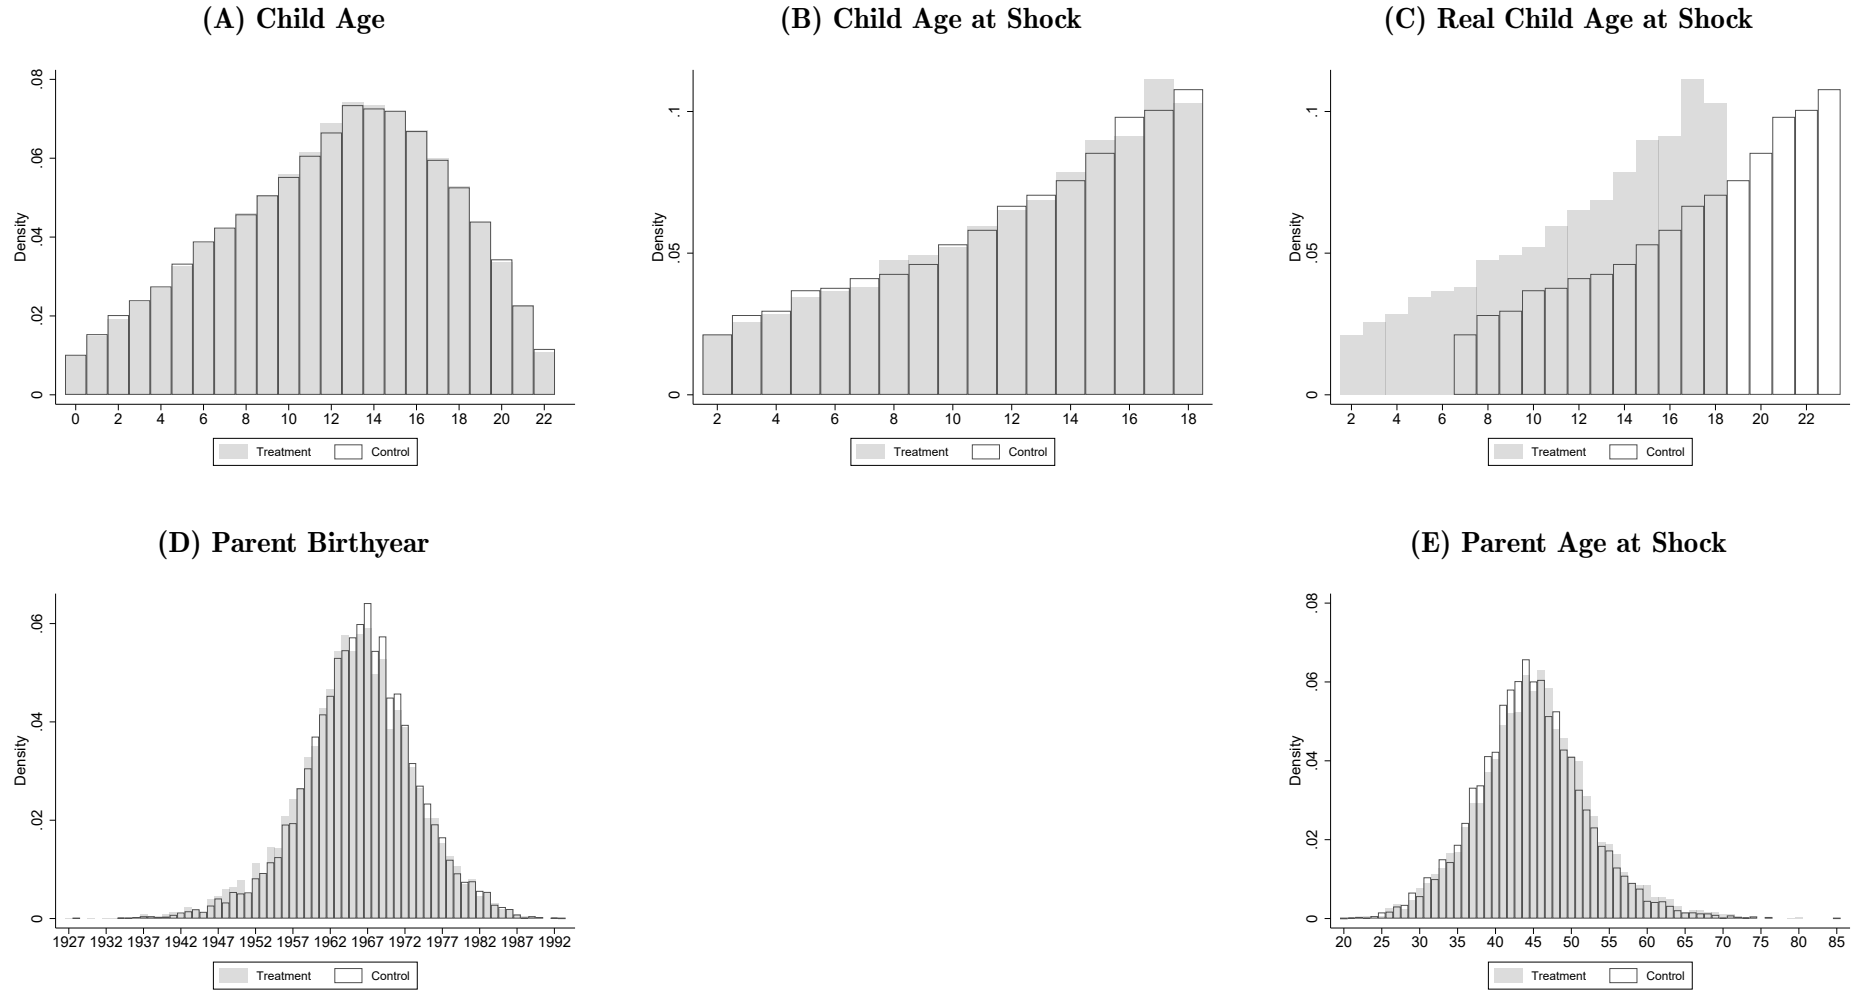 (A) Child Age
(B) Child Age at Shock
(C) Real Child Age at Shock
Density
0 .02 .04 .06 .08
0 2 4 6 8 10 12 14 16 18 20 22
Treatment Control
Density
0 .05 .1
2 4 6 8 10 12 14 16 18
Treatment Control
Density
0 .05 .1
2 4 6 8 10 12 14 16 18 20 22
Treatment Control
(D) Parent Birthyear
(E) Parent Age at Shock
Density
0 .02 .04 .06
1927 1932 1937 1942 1947 1952 1957 1962 1967 1972 1977 1982 1987 1992
Treatment Control
Density
0 .02 .04 .06 .08
20 25 30 35 40 45 50 55 60 65 70 75 80 85
Treatment Control